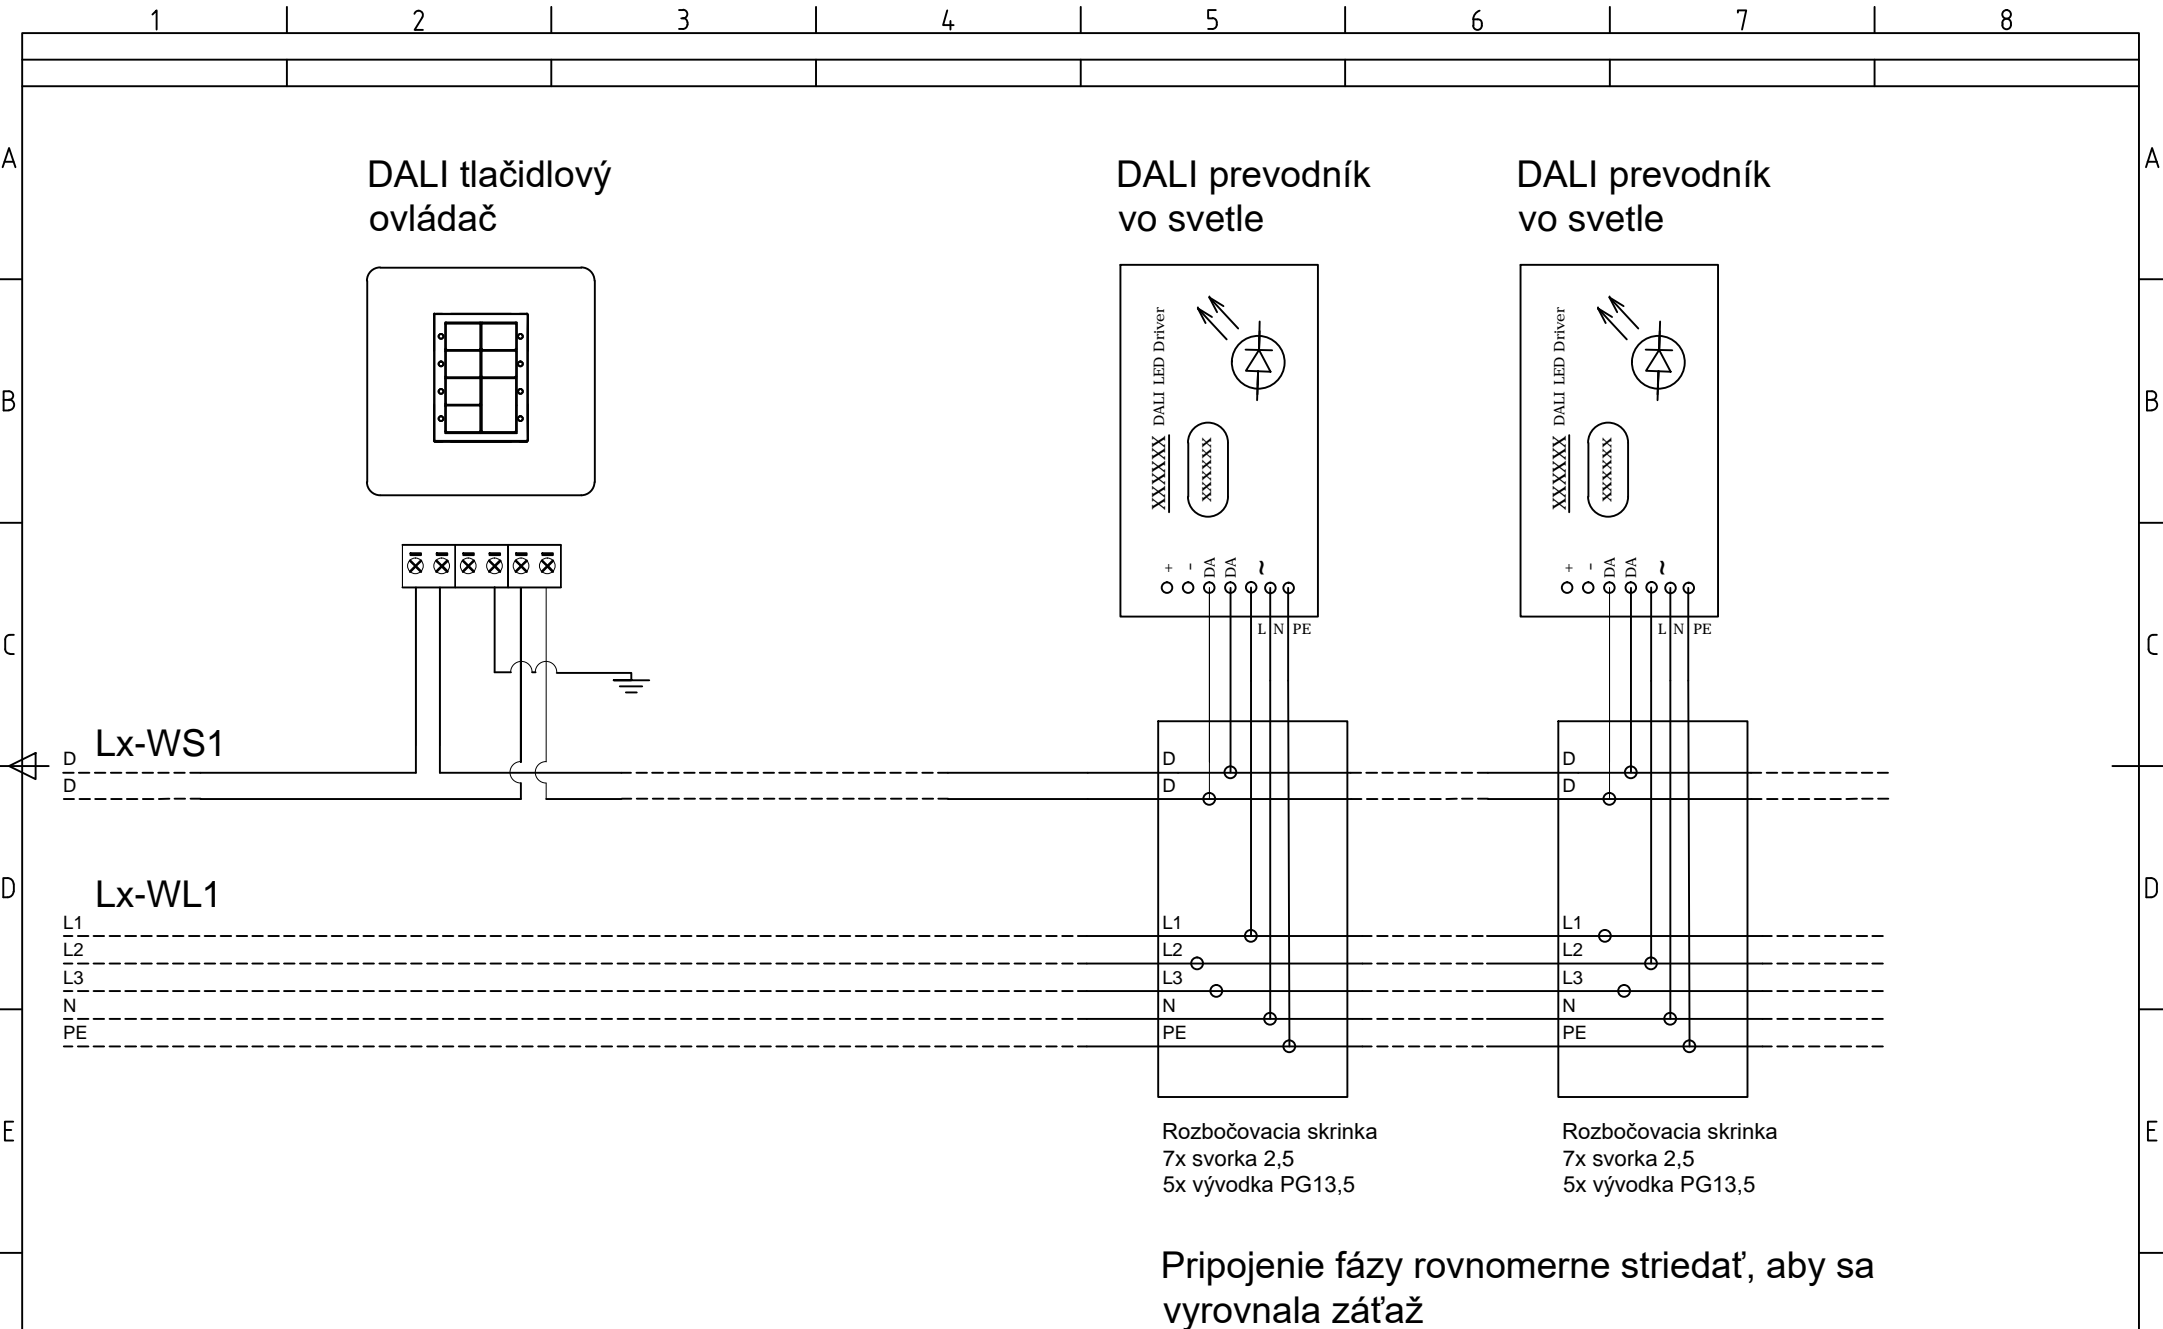 1 2 3 4 5 6 7 8
A A
DALI tlačidlový
ovládač
DALI prevodník
vo svetle
DALI prevodník
vo svetle
B B
XXXXXX DALI LED Driver
XXXXXX
+ - DA DA ~
L N PE
XXXXXX DALI LED Driver
XXXXXX
+ - DA DA ~
L N PE
C C
Lx-WS1
D
D
D
D
D
D
D D
Lx-WL1
L1
L2
L3
N
PE
L1
L2
L3
N
PE
L1
L2
L3
N
PE
E E
Rozbočovacia skrinka
7x svorka 2,5
5x vývodka PG13,5
Rozbočovacia skrinka
7x svorka 2,5
5x vývodka PG13,5
Pripojenie fázy rovnomerne striedať, aby sa
vyrovnala záťaž